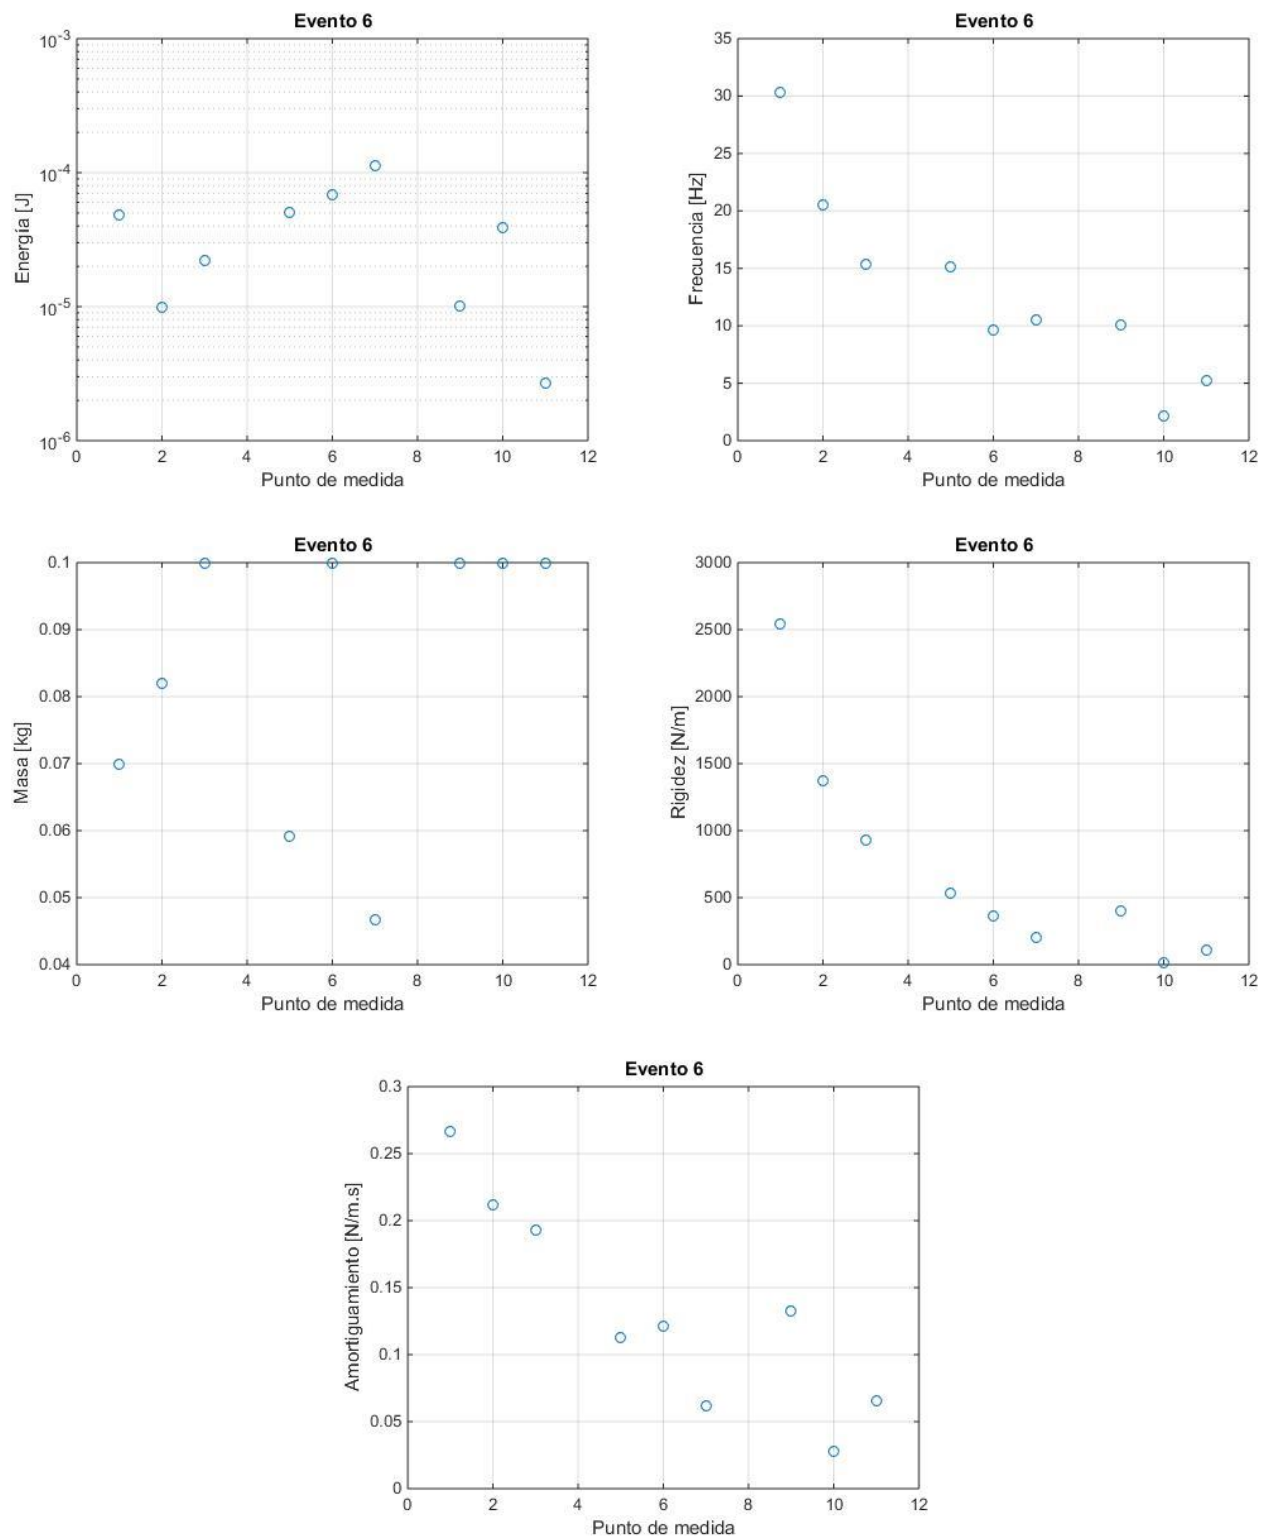 Evento 6
10^-3
10^-4
10^-5
10^-6
Energía [J]
0 2 4 6 8 10 12
Punto de medida
Evento 6
35
30
25
20
15
10
5
0
Frecuencia [Hz]
0 2 4 6 8 10 12
Punto de medida
Evento 6
0.1
0.09
0.08
0.07
0.06
0.05
0.04
Masa [kg]
0 2 4 6 8 10 12
Punto de medida
Evento 6
3000
2500
2000
1500
1000
500
0
Rigidez [N/m]
0 2 4 6 8 10 12
Punto de medida
Evento 6
0.3
0.25
0.2
0.15
0.1
0.05
0
Amortiguamiento [N/m.s]
0 2 4 6 8 10 12
Punto de medida